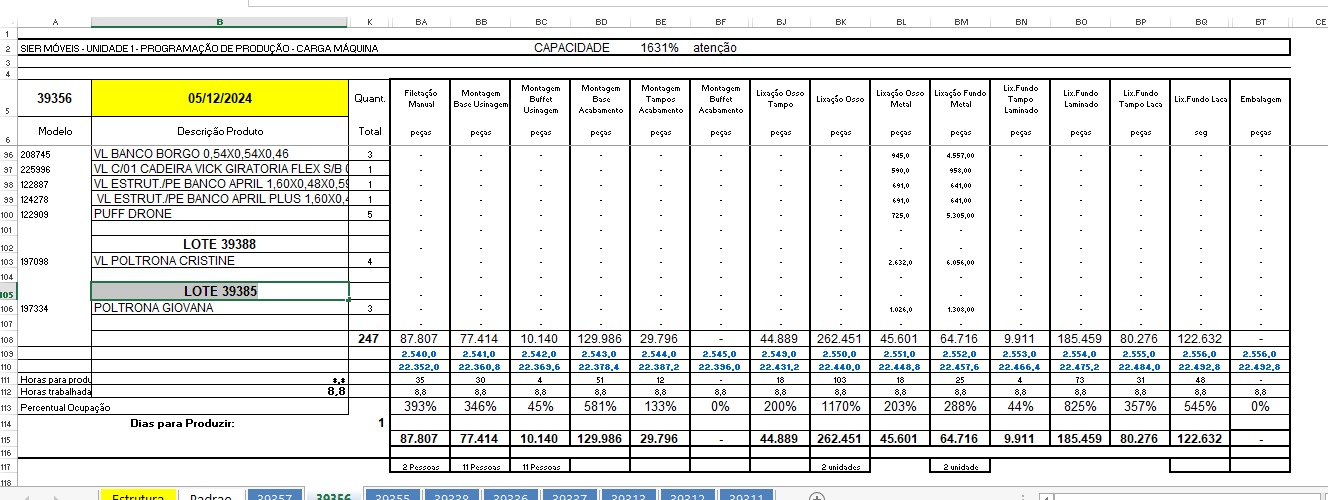 A B K BA BB BC BD BE BF BJ BK BL BM BN BO BP BQ BT CE
1
2 SIER MÓVEIS - UNIDADE 1 - PROGRAMAÇÃO DE PRODUÇÃO - CARGA MÁQUINA CAPACIDADE 1631% atenção
3
4
5 39356 05/12/2024 Quant. Filetação Manual Montagem Base Usinagem Montagem Buffet Usinagem Montagem Base Acabamento Montagem Tampos Acabamento Montagem Buffet Acabamento Lixação Osso Tampo Lixação Osso Lixação Osso Metal Lixação Fundo Metal Lix.Fundo Tampo Laminado Lix.Fundo Laminado Lix.Fundo Tampo Laca Lix.Fundo Laca Embalagem
6 Modelo Descrição Produto Total peças peças peças peças peças peças peças peças peças peças peças peças peças seg peças
96 208745 VL BANCO BORGO 0,54X0,54X0,46 3 - - - - - - - - 945,0 4.557,00 - - - - -
97 225996 VL C/01 CADEIRA VICK GIRATORIA FLEX S/B 1 - - - - - - - - 590,0 958,00 - - - - -
98 122887 VL ESTRUT./PE BANCO APRIL 1,60X0,48X0,59 1 - - - - - - - - 691,0 641,00 - - - - -
99 124278 VL ESTRUT./PE BANCO APRIL PLUS 1,60X0,4 1 - - - - - - - - 691,0 641,00 - - - - -
100 122909 PUFF DRONE 5 - - - - - - - - 725,0 5.305,00 - - - - -
101 - - - - - - - - - - - - - - -
102 LOTE 39388 - - - - - - - - - - - - - - -
103 197098 VL POLTRONA CRISTINE 4 - - - - - - - - 2.632,0 6.056,00 - - - - -
104 - - - - - - - - - - - - - - -
105 LOTE 39385 - - - - - - - - - - - - - - -
106 197334 POLTRONA GIOVANA 3 - - - - - - - - 1.026,0 1.308,00 - - - - -
107 - - - - - - - - - - - - - - -
108 247 87.807 77.414 10.140 129.986 29.796 - 44.889 262.451 45.601 64.716 9.911 185.459 80.276 122.632 -
109 2.540,0 2.541,0 2.542,0 2.543,0 2.544,0 2.545,0 2.549,0 2.550,0 2.551,0 2.552,0 2.553,0 2.554,0 2.555,0 2.556,0 2.556,0
110 22.352,0 22.360,8 22.369,6 22.378,4 22.387,2 22.396,0 22.431,2 22.440,0 22.448,8 22.457,6 22.466,4 22.475,2 22.484,0 22.492,8 22.492,8
111 Horas para produ *,* 35 30 4 51 12 - 18 103 18 25 4 73 31 48 -
112 Horas trabalhada 8,8 8,8 8,8 8,8 8,8 8,8 8,8 8,8 8,8 8,8 8,8 8,8 8,8 8,8 8,8 8,8
113 Percentual Ocupação 393% 346% 45% 581% 133% 0% 200% 1170% 203% 288% 44% 825% 357% 545% 0%
114 Dias para Produzir: 1
115 87.807 77.414 10.140 129.986 29.796 - 44.889 262.451 45.601 64.716 9.911 185.459 80.276 122.632 -
116
117 2 Pessoas 11 Pessoas 11 Pessoas 2 unidades 2 unidade
118
Estrutura Padrao 39357 39356 39355 39338 39336 39337 39313 39312 39311